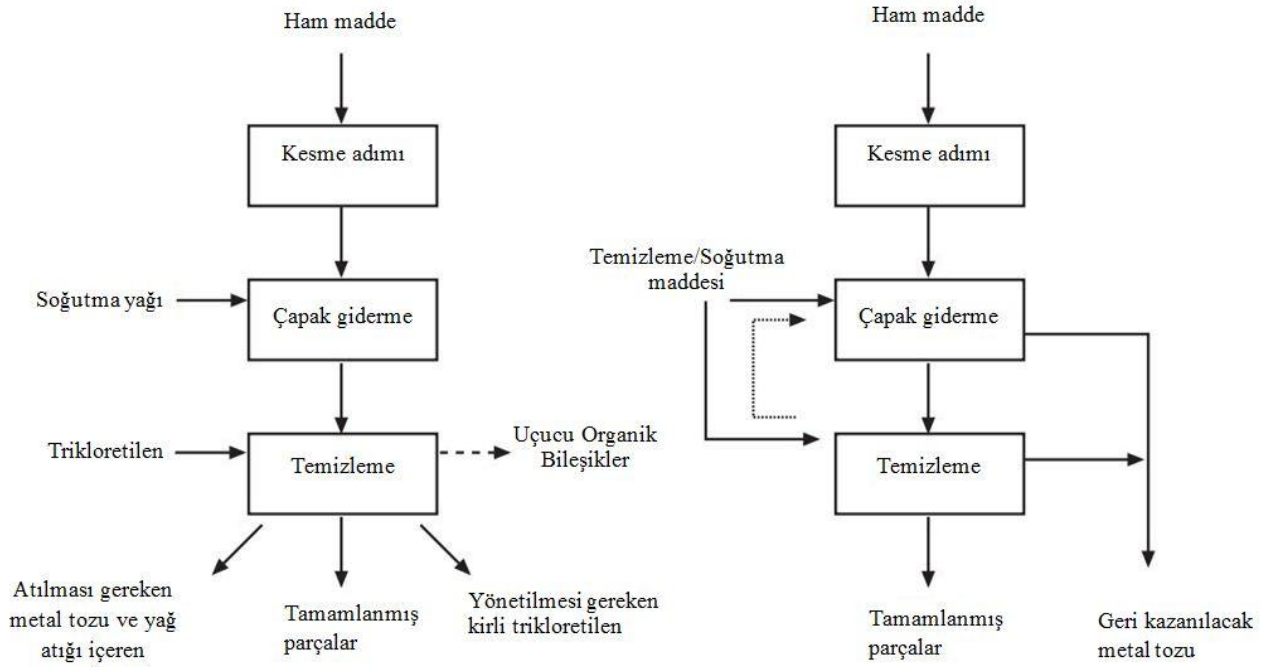 Ham madde
Kesme adımı
Soğutma yağı
Çapak giderme
Trikloretilen
Temizleme
Uçucu Organik
Bileşikler
Atılması gereken
metal tozu ve yağ
atığı içeren
Tamamlanmış
parçalar
Yönetilmesi gereken
kirli trikloretilen
Ham madde
Kesme adımı
Temizleme/Soğutma
maddesi
Çapak giderme
Temizleme
Tamamlanmış
parçalar
Geri kazanılacak
metal tozu